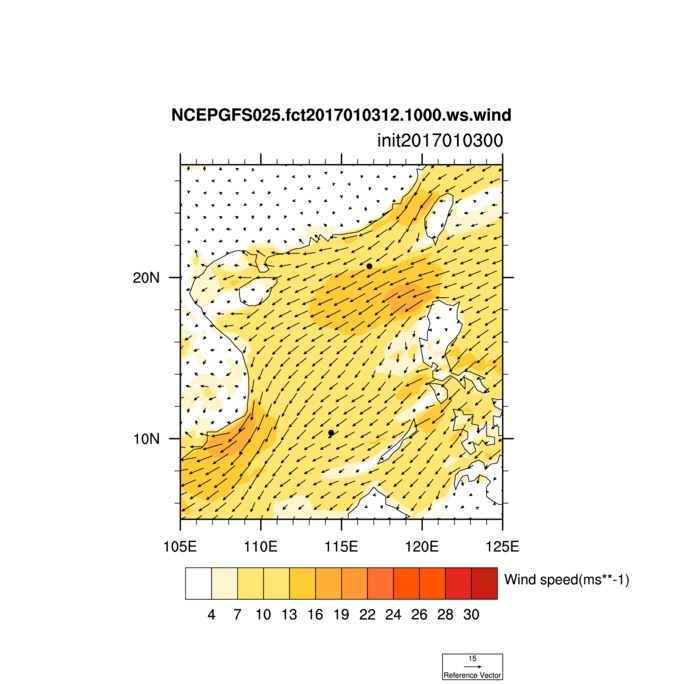 NCEPGFS025.fct2017010312.1000.ws.wind
init2017010300
20N
10N
105E 110E 115E 120E 125E
Wind speed(ms**-1)
4 7 10 13 16 19 22 24 26 28 30
15
Reference Vector